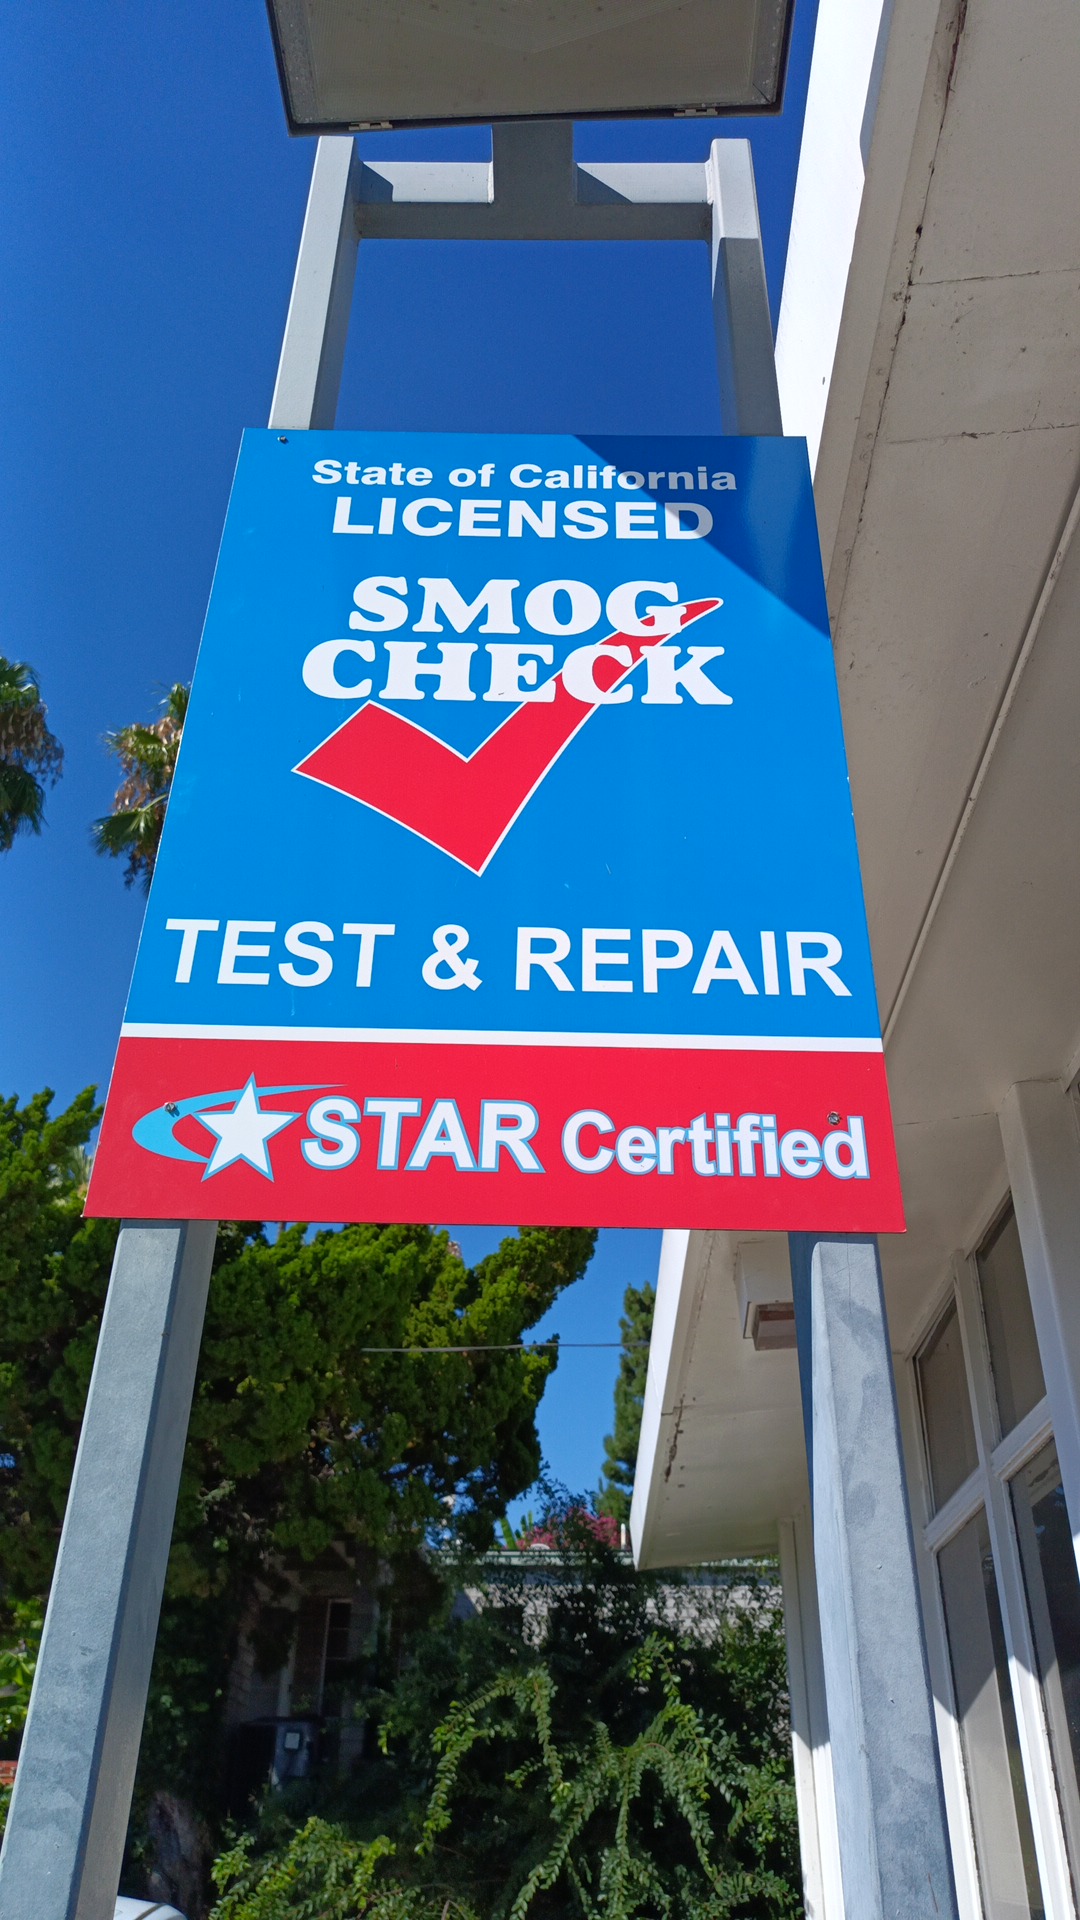 State of California
LICENSED
SMOG
CHECK
TEST & REPAIR
STAR Certified